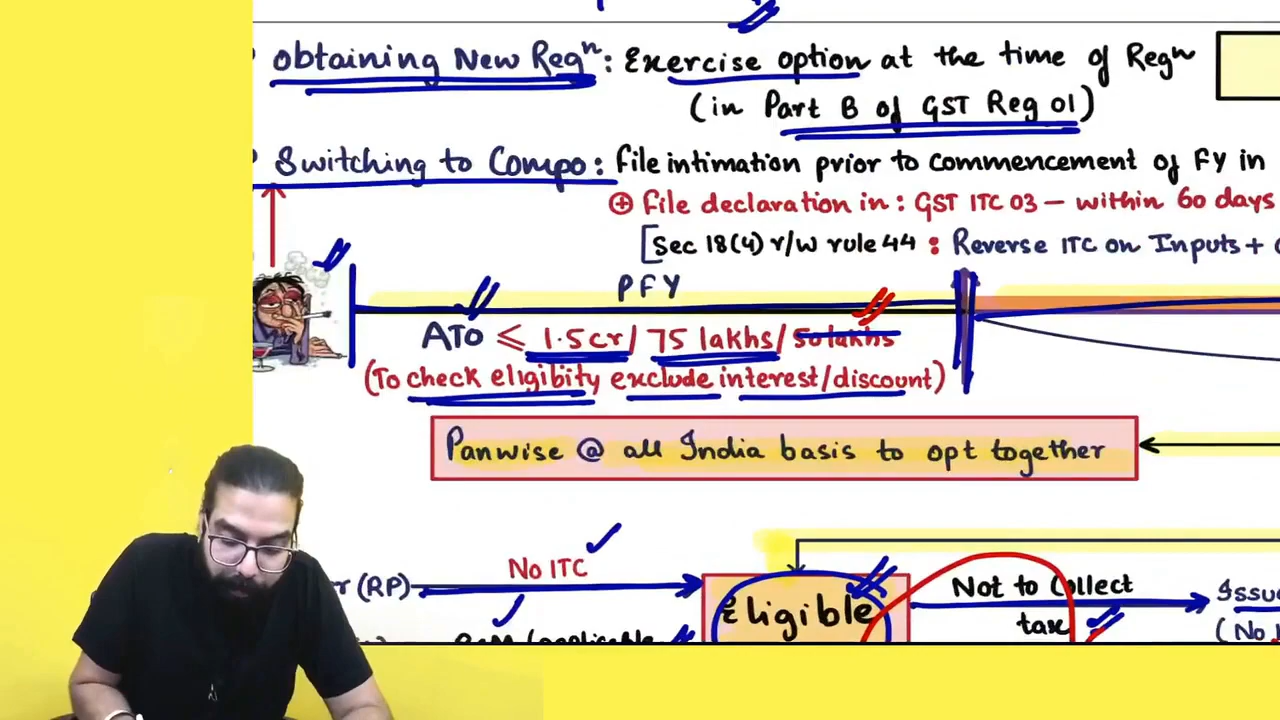 obtaining New Regⁿ: Exercise option at the time of Regⁿ
(in Part B of GST Reg 01)
Switching to Compo: File intimation prior to commencement of FY in
⊕ File declaration in: GST ITC 03 – within 60 days
[Sec 18(4) r/w rule 44 : Reverse ITC on Inputs +
PFY
ATO ≤ 1.5cr/ 75 lakhs/ 50 lakhs
(To check eligibity exclude interest/discount)
Panwise @ all India basis to opt together
No ITC
(RP)
Eligible
Not to Collect
tax
Issue
(No